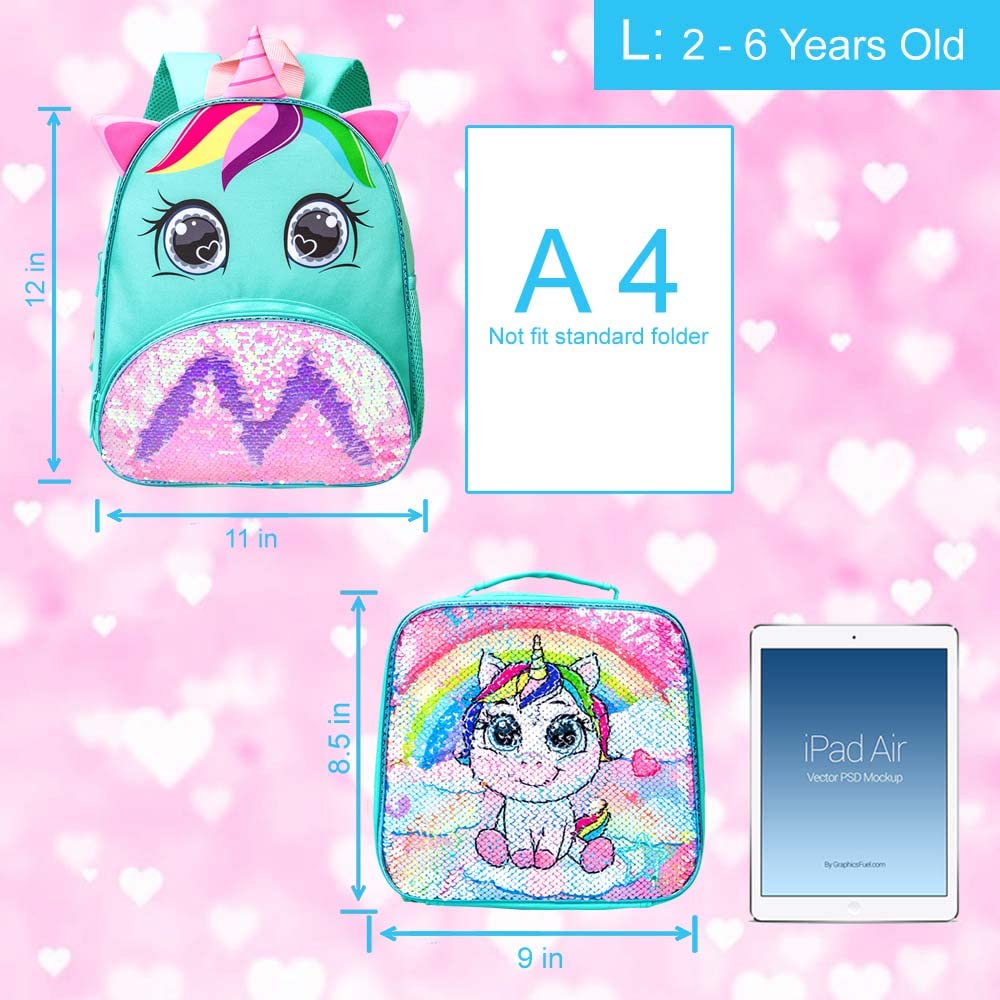 L: 2 - 6 Years Old
12 in
A 4
Not fit standard folder
11 in
8.5 in
iPad Air
Vector PSD Mockup
By GraphicsFuel.com
9 in